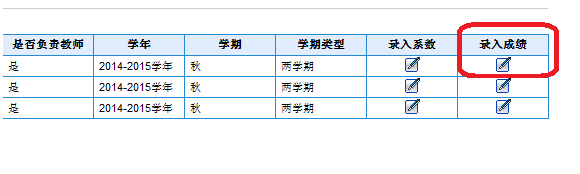 是否负责教师 学年 学期 学期类型 录入系数 录入成绩
是 2014-2015学年 秋 两学期
是 2014-2015学年 秋 两学期
是 2014-2015学年 秋 两学期